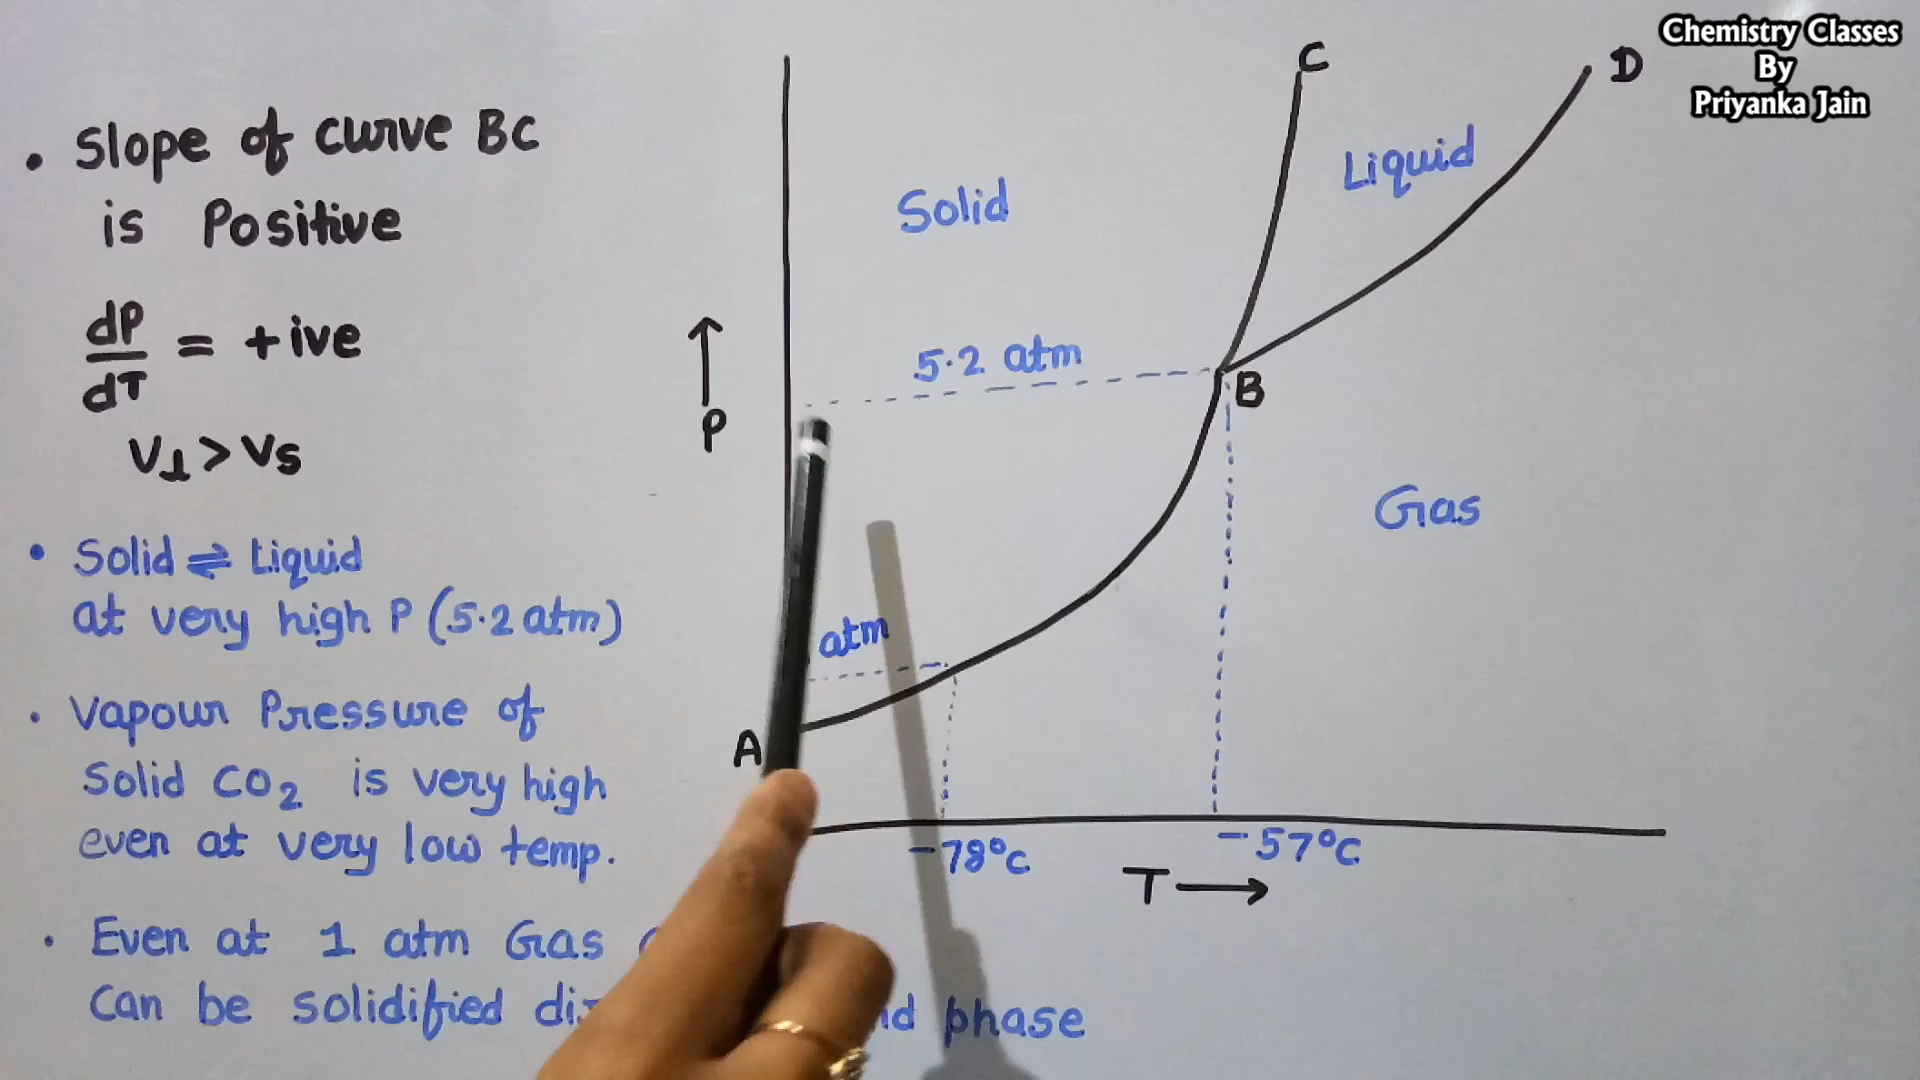 • Slope of curve BC
is Positive
dP
dT
= +ive
VL > VS
• Solid ⇌ Liquid
at very high P (5.2 atm)
• Vapour Pressure of
Solid CO2 is very high
even at very low temp.
• Even at 1 atm Gas
can be solidified
phase
C
D
Liquid
Solid
5.2 atm
B
P
Gas
atm
A
-78°C
-57°C
T →
Chemistry Classes
By
Priyanka Jain